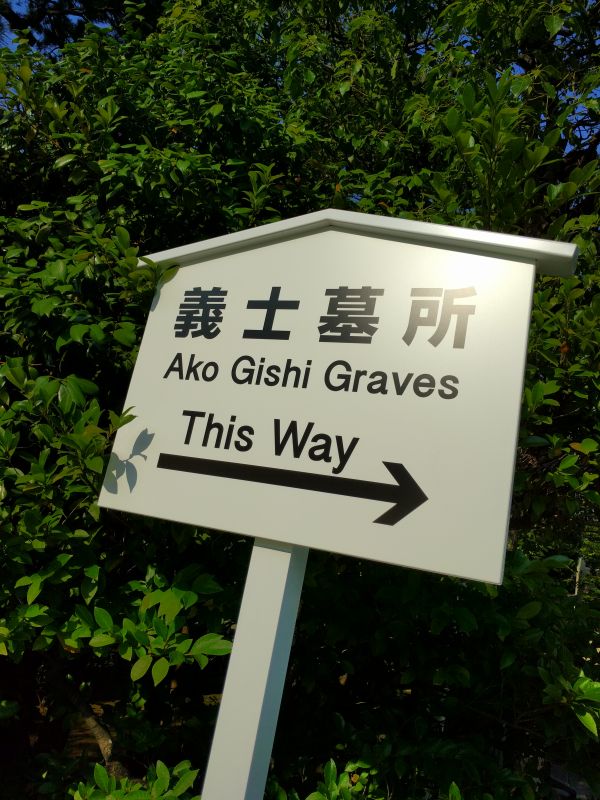 義士墓所
Ako Gishi Graves
This Way